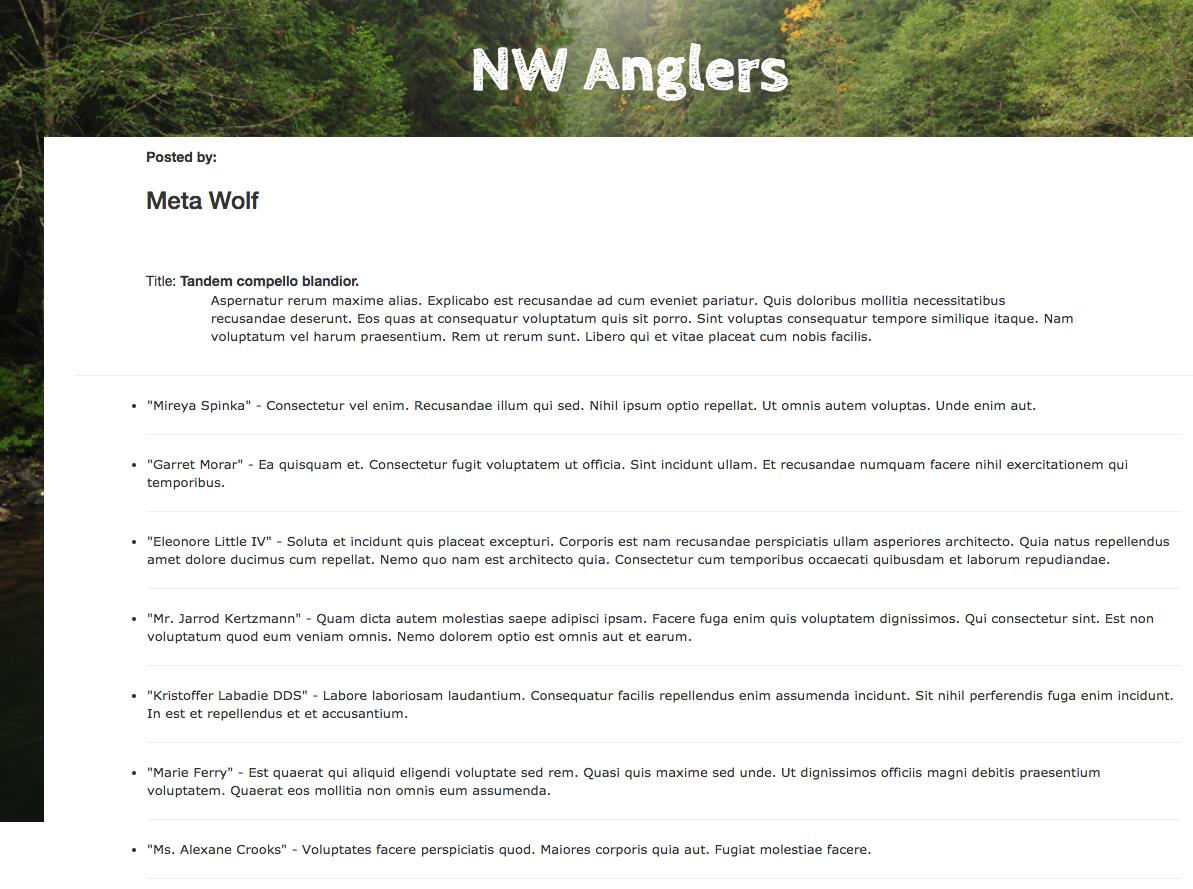 NW Anglers
Posted by:
Meta Wolf
Title: Tandem compello blandior.
Aspernatur rerum maxime alias. Explicabo est recusandae ad cum eveniet pariatur. Quis doloribus mollitia necessitatibus
recusandae deserunt. Eos quas at consequatur voluptatum quis sit porro. Sint voluptas consequatur tempore similique itaque. Nam
voluptatum vel harum praesentium. Rem ut rerum sunt. Libero qui et vitae placeat cum nobis facilis.
• "Mireya Spinka" - Consectetur vel enim. Recusandae illum qui sed. Nihil ipsum optio repellat. Ut omnis autem voluptas. Unde enim aut.
• "Garret Morar" - Ea quisquam et. Consectetur fugit voluptatem ut officia. Sint incidunt ullam. Et recusandae numquam facere nihil exercitationem qui
temporibus.
• "Eleonore Little IV" - Soluta et incidunt quis placeat excepturi. Corporis est nam recusandae perspiciatis ullam asperiores architecto. Quia natus repellendus
amet dolore ducimus cum repellat. Nemo quo nam est architecto quia. Consectetur cum temporibus occaecati quibusdam et laborum repudiandae.
• "Mr. Jarrod Kertzmann" - Quam dicta autem molestias saepe adipisci ipsam. Facere fuga enim quis voluptatem dignissimos. Qui consectetur sint. Est non
voluptatum quod eum veniam omnis. Nemo dolorem optio est omnis aut et earum.
• "Kristoffer Labadie DDS" - Labore laboriosam laudantium. Consequatur facilis repellendus enim assumenda incidunt. Sit nihil perferendis fuga enim incidunt.
In est et repellendus et et accusantium.
• "Marie Ferry" - Est quaerat qui aliquid eligendi voluptate sed rem. Quasi quis maxime sed unde. Ut dignissimos officiis magni debitis praesentium
voluptatem. Quaerat eos mollitia non omnis eum assumenda.
• "Ms. Alexane Crooks" - Voluptates facere perspiciatis quod. Maiores corporis quia aut. Fugiat molestiae facere.